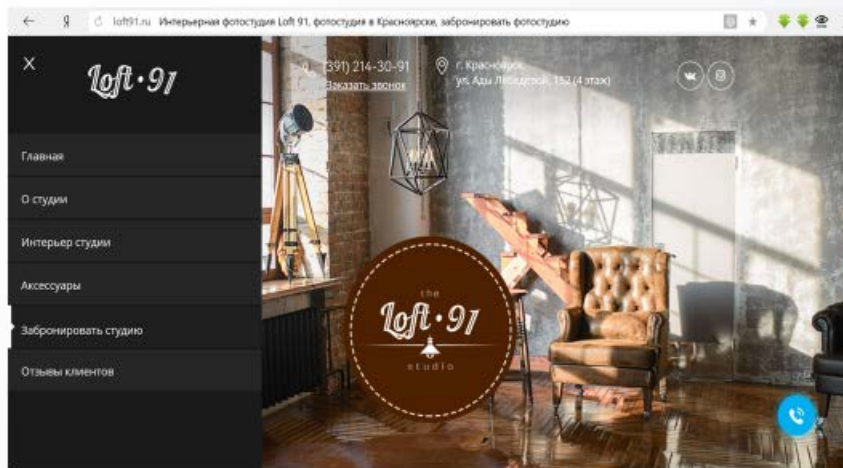 Я
loft91.ru Интерьерная фотостудия Loft 91, фотостудия в Красноярске, забронировать фотостудию
X
Loft•91
(391) 214-30-91
Заказать звонок
г. Красноярск
ул. Ады Лебедевой, 152 (4 этаж)
Главная
О студии
Интерьер студии
Аксессуары
Забронировать студию
Отзывы клиентов
the
Loft•91
studio